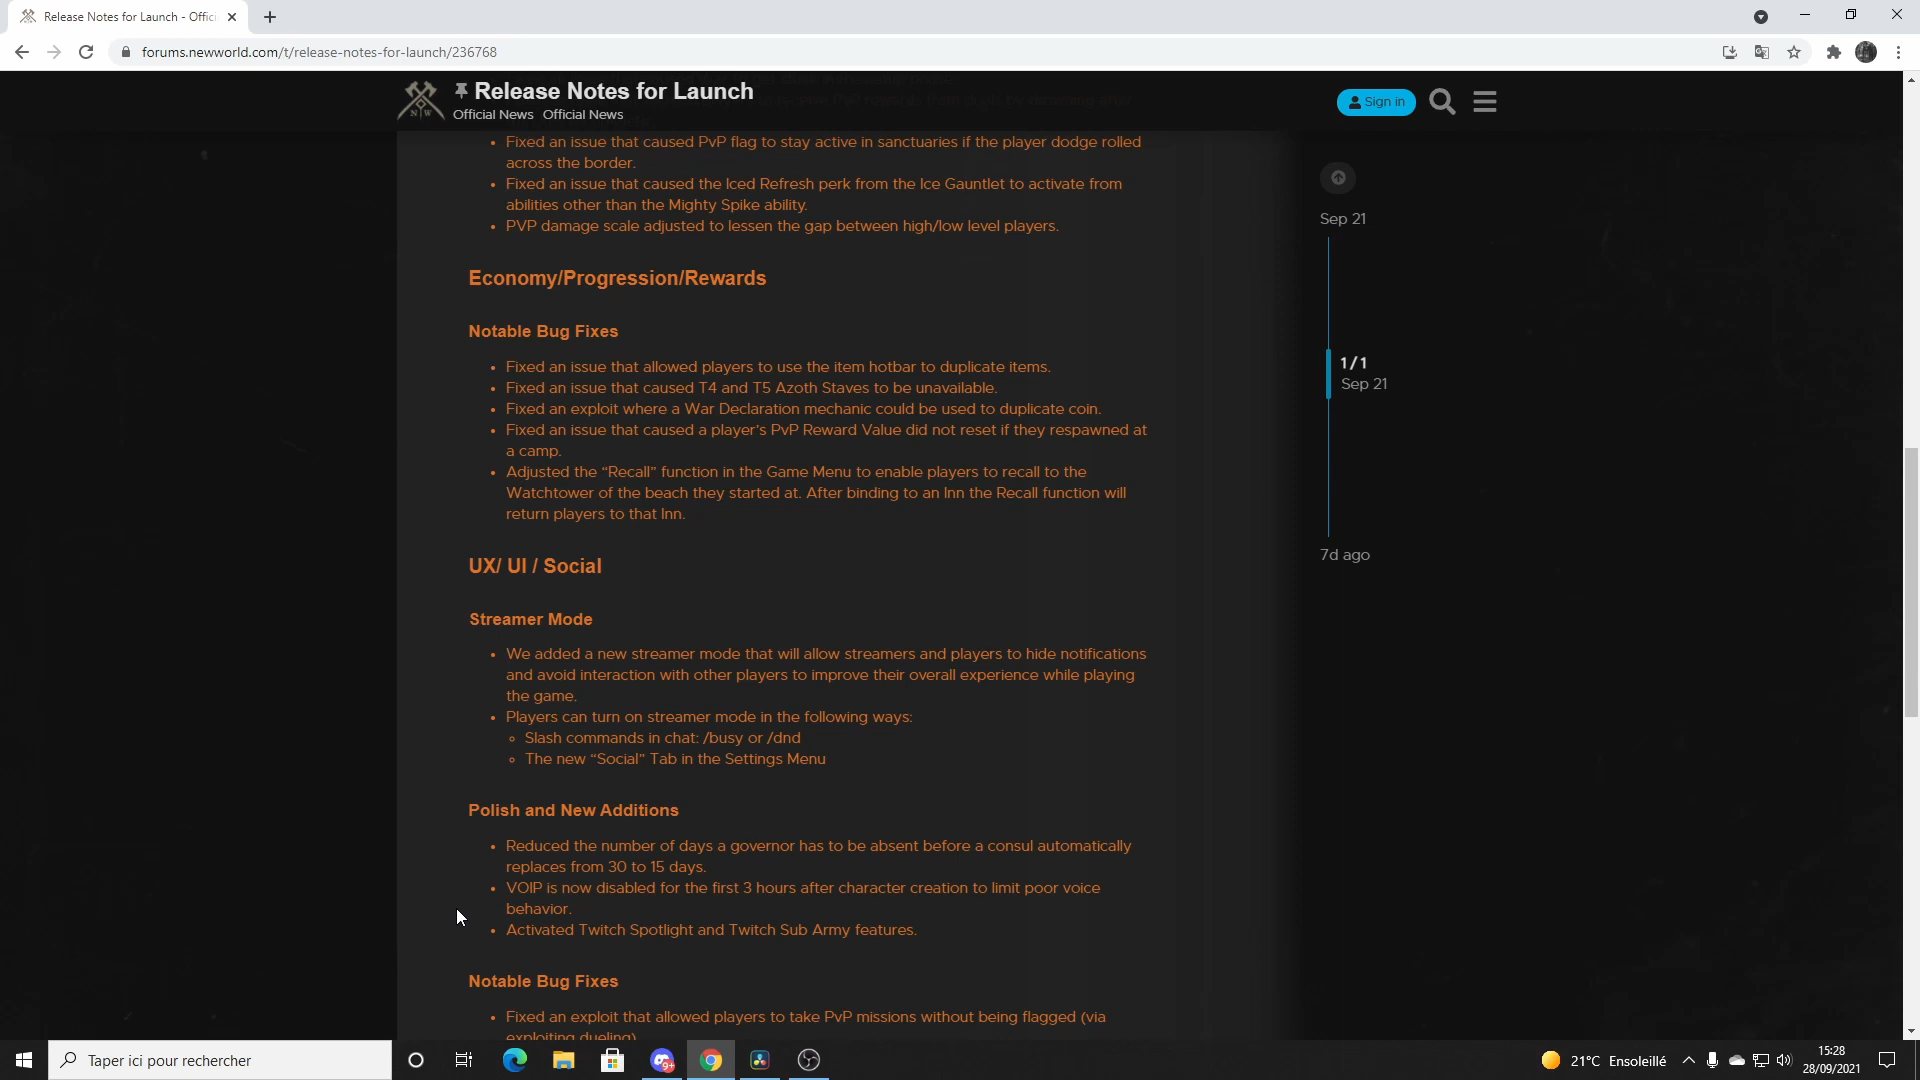 Release Notes for Launch - Offici
forums.newworld.com/t/release-notes-for-launch/236768
Release Notes for Launch
Official News Official News
NW
Sign in
• Fixed an issue that caused PvP flag to stay active in sanctuaries if the player dodge rolled
across the border.
• Fixed an issue that caused the Iced Refresh perk from the Ice Gauntlet to activate from
abilities other than the Mighty Spike ability.
• PVP damage scale adjusted to lessen the gap between high/low level players.
Economy/Progression/Rewards
Notable Bug Fixes
• Fixed an issue that allowed players to use the item hotbar to duplicate items.
• Fixed an issue that caused T4 and T5 Azoth Staves to be unavailable.
• Fixed an exploit where a War Declaration mechanic could be used to duplicate coin.
• Fixed an issue that caused a player’s PvP Reward Value did not reset if they respawned at
a camp.
• Adjusted the “Recall” function in the Game Menu to enable players to recall to the
Watchtower of the beach they started at. After binding to an Inn the Recall function will
return players to that Inn.
UX/ UI / Social
Streamer Mode
• We added a new streamer mode that will allow streamers and players to hide notifications
and avoid interaction with other players to improve their overall experience while playing
the game.
• Players can turn on streamer mode in the following ways:
◦ Slash commands in chat: /busy or /dnd
◦ The new “Social” Tab in the Settings Menu
Polish and New Additions
• Reduced the number of days a governor has to be absent before a consul automatically
replaces from 30 to 15 days.
• VOIP is now disabled for the first 3 hours after character creation to limit poor voice
behavior.
• Activated Twitch Spotlight and Twitch Sub Army features.
Notable Bug Fixes
• Fixed an exploit that allowed players to take PvP missions without being flagged (via
exploiting dueling)
Sep 21
1/1
Sep 21
7d ago
Taper ici pour rechercher
9+
21°C Ensoleillé
15:28
28/09/2021